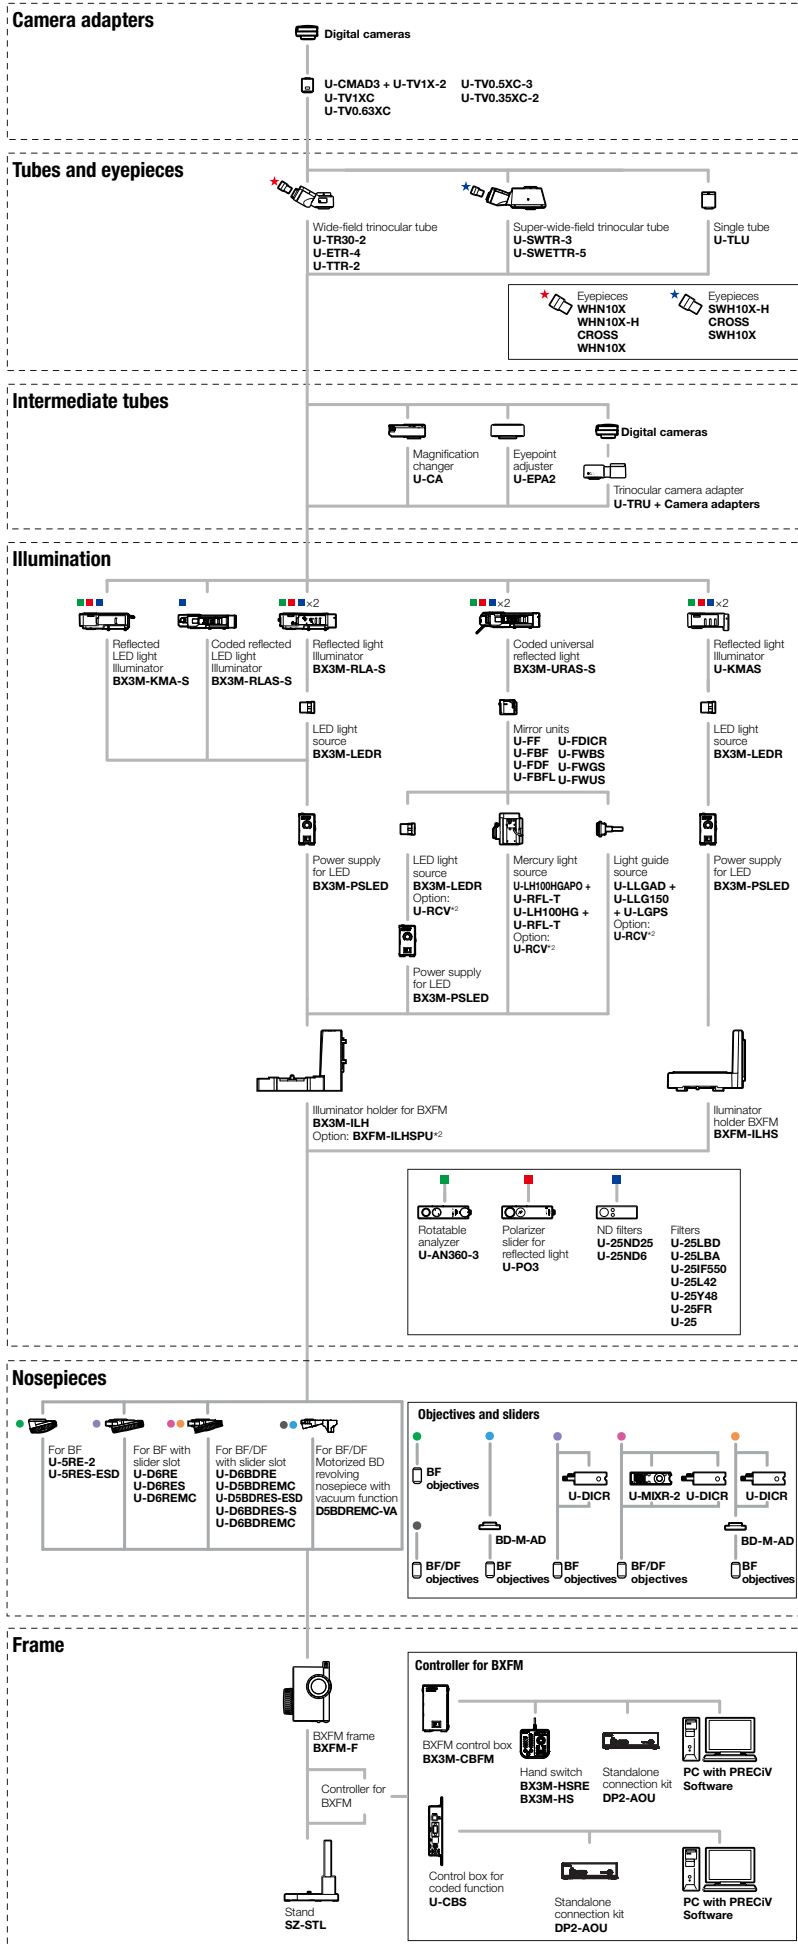 Camera adapters
Digital cameras
U-CMAD3 + U-TV1X-2
U-TV1XC
U-TV0.63XC
U-TV0.5XC-3
U-TV0.35XC-2
Tubes and eyepieces
Wide-field trinocular tube
U-TR30-2
U-ETR-4
U-TTR-2
Super-wide-field trinocular tube
U-SWTR-3
U-SWETTR-5
Single tube
U-TLU
Eyepieces
WHN10X
WHN10X-H
CROSS
WHN10X
Eyepieces
SWH10X-H
CROSS
SWH10X
Intermediate tubes
Magnification
changer
U-CA
Eyepoint
adjuster
U-EPA2
Digital cameras
Trinocular camera adapter
U-TRU + Camera adapters
Illumination
Reflected
LED light
Illuminator
BX3M-KMA-S
Coded reflected
LED light
Illuminator
BX3M-RLAS-S
×2
Reflected light
Illuminator
BX3M-RLA-S
×2
Coded universal
reflected light
BX3M-URAS-S
×2
Reflected light
Illuminator
U-KMAS
LED light
source
BX3M-LEDR
Mirror units
U-FF
U-FBF
U-FDF
U-FBFL
U-FDICR
U-FWBS
U-FWGS
U-FWUS
LED light
source
BX3M-LEDR
Power supply
for LED
BX3M-PSLED
LED light
source
BX3M-LEDR
Option:
U-RCV*2
Power supply
for LED
BX3M-PSLED
Mercury light
source
U-LH100HGAPO +
U-RFL-T
U-LH100HG +
U-RFL-T
Option:
U-RCV*2
Light guide
source
U-LLGAD +
U-LLG150
+ U-LGPS
Option:
U-RCV*2
Power supply
for LED
BX3M-PSLED
Illuminator holder for BXFM
BX3M-ILH
Option: BXFM-ILHSPU*2
Iluminator
holder BXFM
BXFM-ILHS
Rotatable
analyzer
U-AN360-3
Polarizer
slider for
reflected light
U-PO3
ND filters
U-25ND25
U-25ND6
Filters
U-25LBD
U-25LBA
U-25IF550
U-25L42
U-25Y48
U-25FR
U-25
Nosepieces
For BF
U-5RE-2
U-5RES-ESD
For BF with
slider slot
U-D6RE
U-D6RES
U-D6REMC
For BF/DF
with slider slot
U-D6BDRE
U-D5BDREMC
U-D5BDRES-ESD
U-D6BDRES-S
U-D6BDREMC
For BF/DF
Motorized BD
revolving
nosepiece with
vacuum function
D5BDREMC-VA
Objectives and sliders
BF
objectives
BF/DF
objectives
BD-M-AD
BF
objectives
U-DICR
BF
objectives
U-MIXR-2
U-DICR
BF/DF
objectives
U-DICR
BD-M-AD
BF
objectives
Frame
BXFM frame
BXFM-F
Controller for
BXFM
Stand
SZ-STL
Controller for BXFM
BXFM control box
BX3M-CBFM
Hand switch
BX3M-HSRE
BX3M-HS
Standalone
connection kit
DP2-AOU
PC with PRECiV
Software
Control box for
coded function
U-CBS
Standalone
connection kit
DP2-AOU
PC with PRECiV
Software